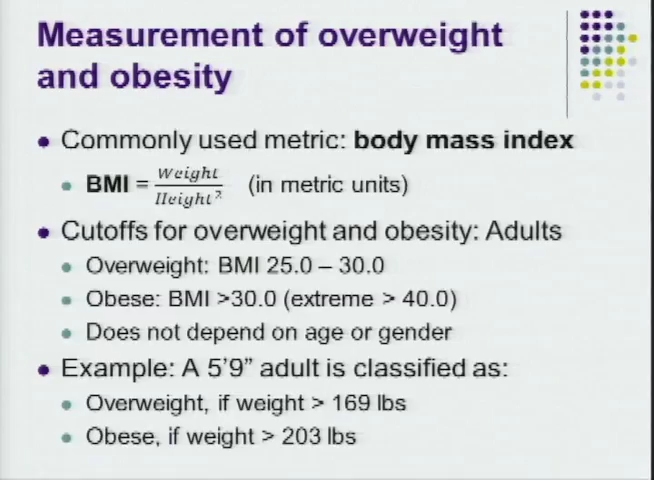 Measurement of overweight
and obesity
Commonly used metric: body mass index
BMI = Weight / Height² (in metric units)
Cutoffs for overweight and obesity: Adults
Overweight: BMI 25.0 – 30.0
Obese: BMI >30.0 (extreme > 40.0)
Does not depend on age or gender
Example: A 5’9” adult is classified as:
Overweight, if weight > 169 lbs
Obese, if weight > 203 lbs